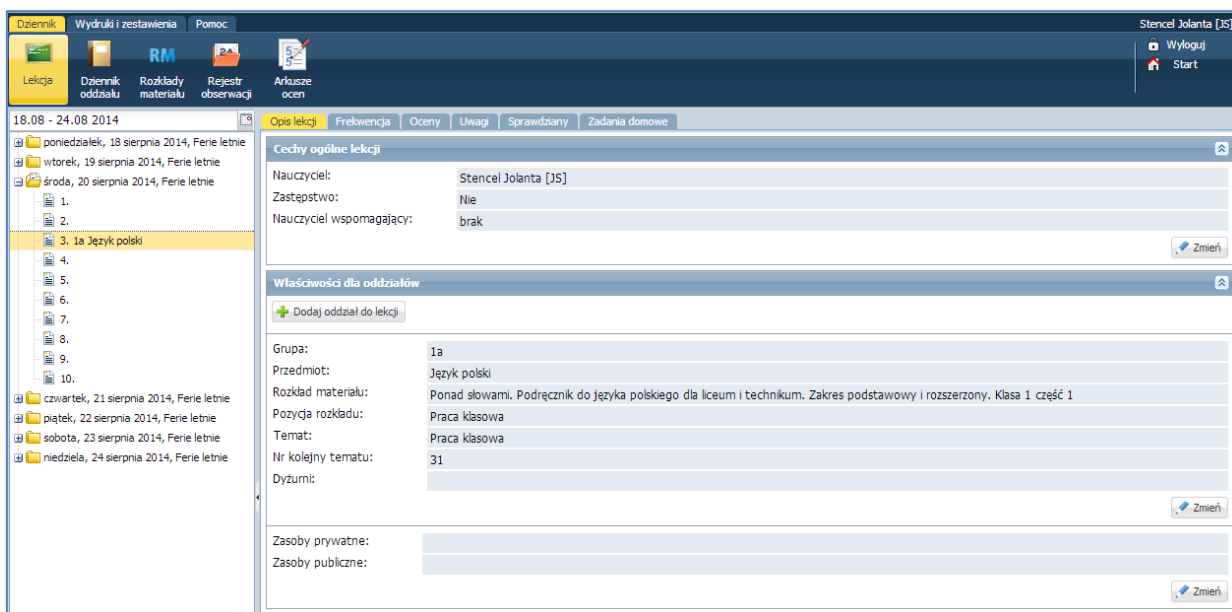 Dziennik Wydruki i zestawienia Pomoc Stencel Jolanta [JS]
Lekcja
Dziennik oddziału
RM
Rozkłady materiału
Rejestr obserwacji
Arkusze ocen
Wyloguj
Start
18.08 - 24.08 2014
poniedziałek, 18 sierpnia 2014, Ferie letnie
wtorek, 19 sierpnia 2014, Ferie letnie
środa, 20 sierpnia 2014, Ferie letnie
1.
2.
3. 1a Język polski
4.
5.
6.
7.
8.
9.
10.
czwartek, 21 sierpnia 2014, Ferie letnie
piątek, 22 sierpnia 2014, Ferie letnie
sobota, 23 sierpnia 2014, Ferie letnie
niedziela, 24 sierpnia 2014, Ferie letnie
Opis lekcji Frekwencja Oceny Uwagi Sprawdziany Zadania domowe
Cechy ogólne lekcji
Nauczyciel: Stencel Jolanta [JS]
Zastępstwo: Nie
Nauczyciel wspomagający: brak
Zmień
Właściwości dla oddziałów
Dodaj oddział do lekcji
Grupa: 1a
Przedmiot: Język polski
Rozkład materiału: Ponad słowami. Podręcznik do języka polskiego dla liceum i technikum. Zakres podstawowy i rozszerzony. Klasa 1 część 1
Pozycja rozkładu: Praca klasowa
Temat: Praca klasowa
Nr kolejny tematu: 31
Dyżurni:
Zmień
Zasoby prywatne:
Zasoby publiczne:
Zmień